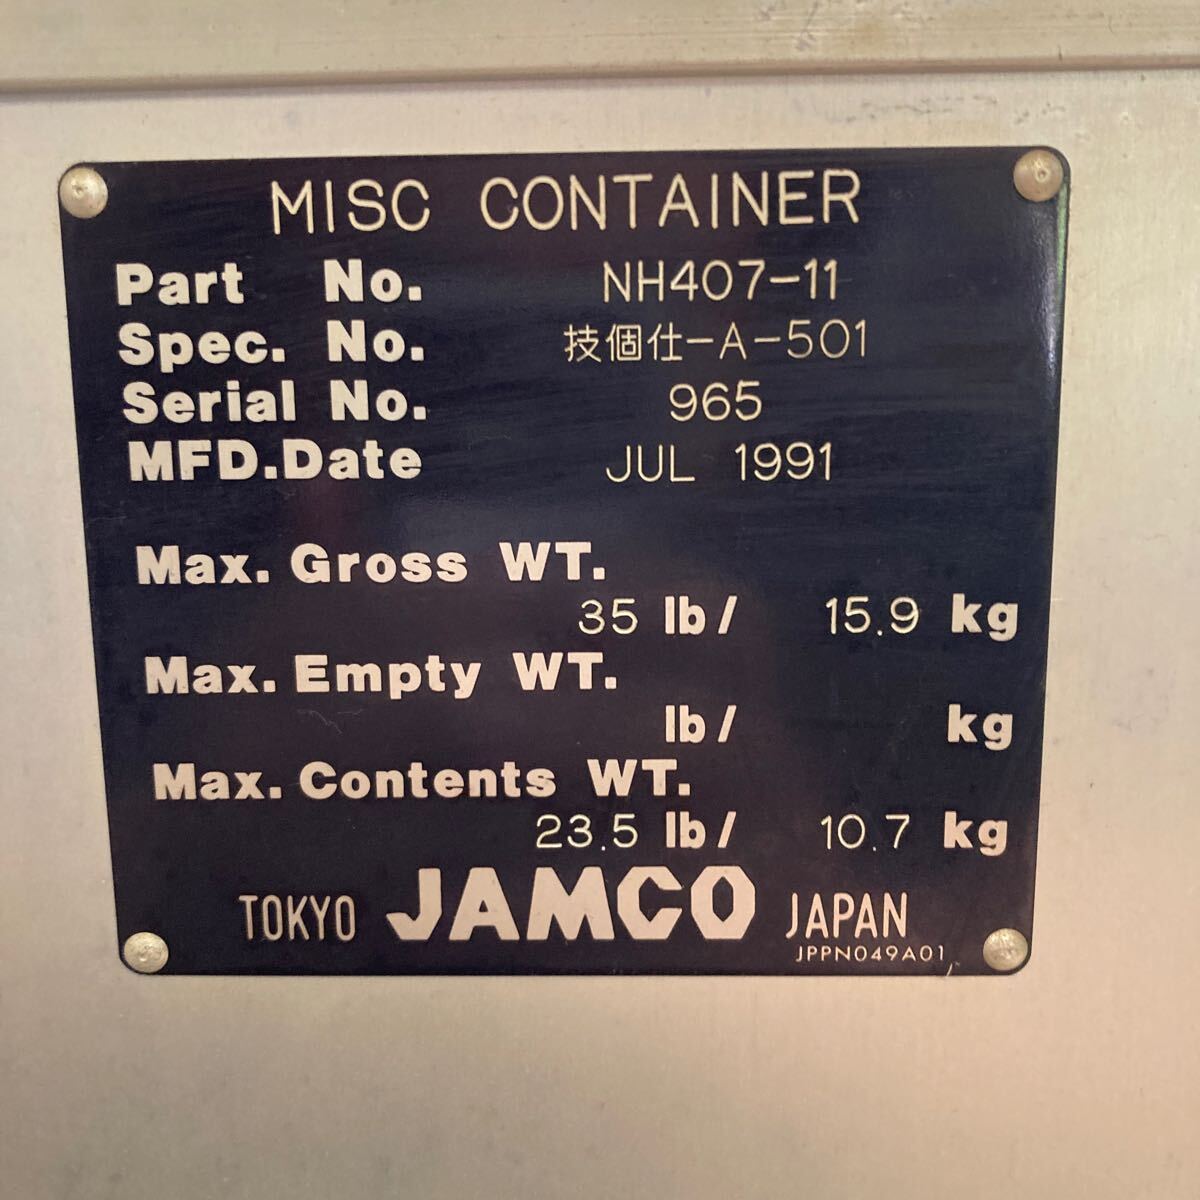 MISC CONTAINER
Part No. NH407-11
Spec. No. 技個仕-A-501
Serial No. 965
MFD.Date JUL 1991
Max. Gross WT.
35 lb/ 15.9 kg
Max. Empty WT.
lb/ kg
Max. Contents WT.
23.5 lb/ 10.7 kg
TOKYO JAMCO JAPAN
JPPN049A01